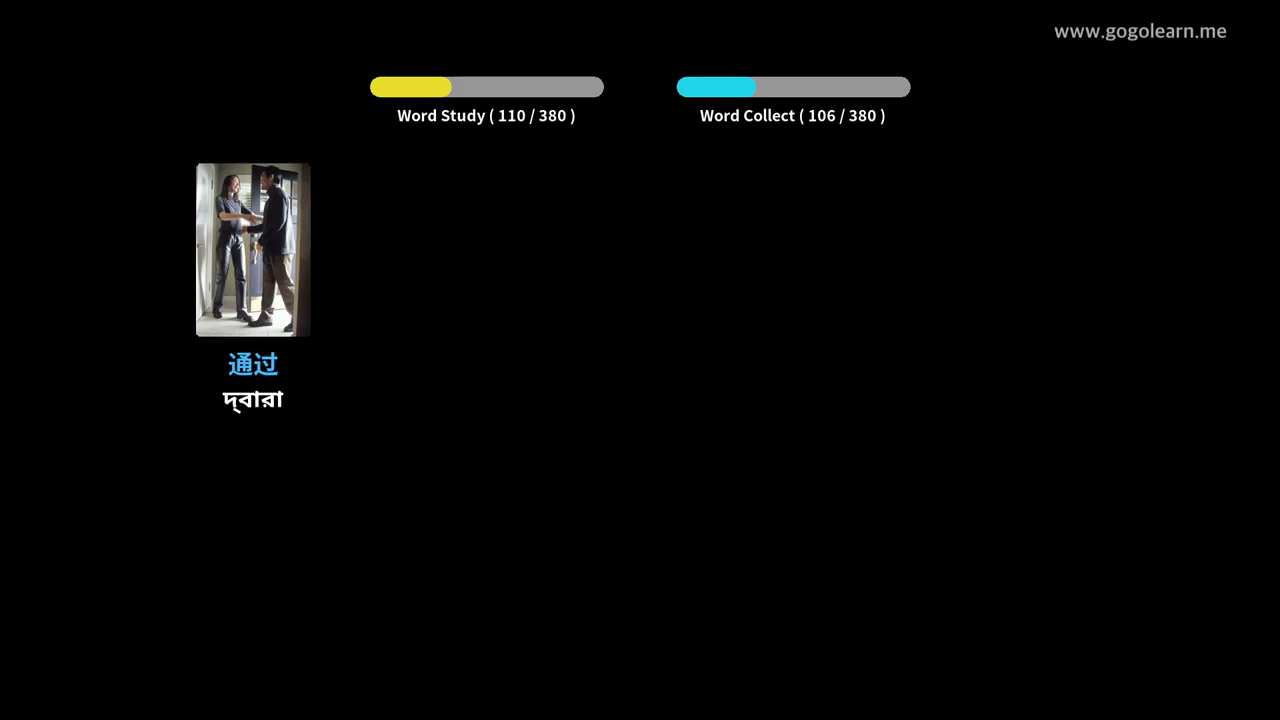 www.gogolearn.me
Word Study ( 110 / 380 )
Word Collect ( 106 / 380 )
通过
দ্বারা